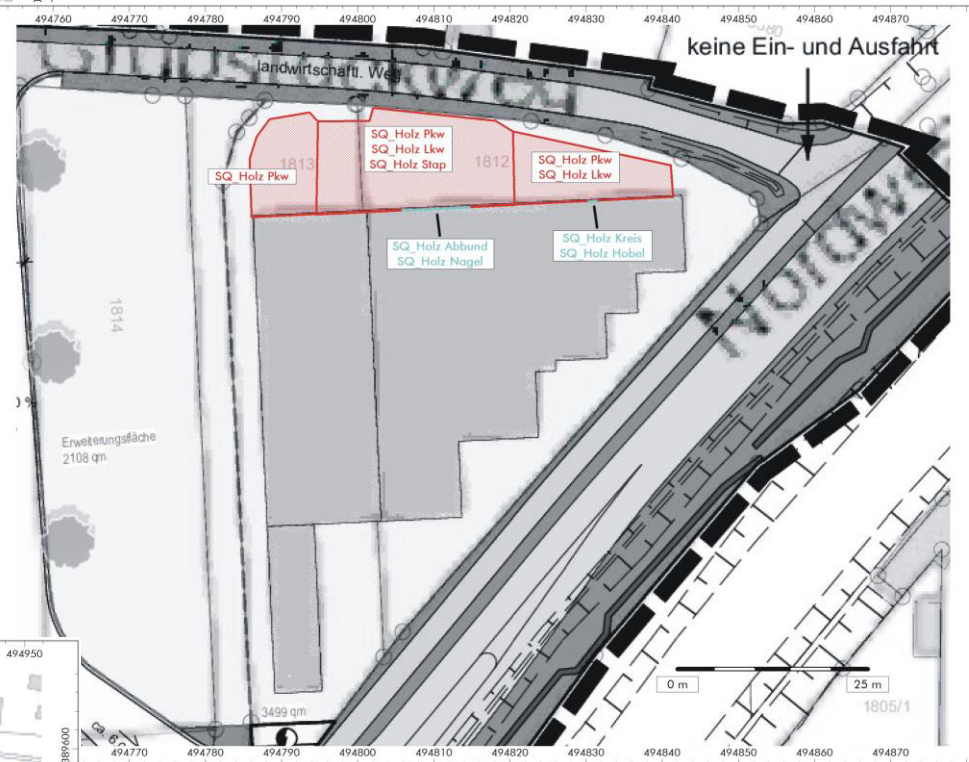 494760 494770 494780 494790 494800 494810 494820 494830 494840 494850 494860 494870
keine Ein- und Ausfahrt
landwirtschaftl. Weg
SQ_Holz Pkw
SQ_Holz Lkw
SQ_Holz Stap
1813
1812
SQ_Holz Pkw
SQ_Holz Lkw
SQ_Holz Pkw
SQ_Holz Abbund
SQ_Holz Nagel
SQ_Holz Kreis
SQ_Holz Hobel
1814
Erweiterungsfläche
2108 qm
494950
0 m
25 m
1805/1
3499 qm
494770 494780 494790 494800 494810 494820 494830 494840 494850 494860 494870